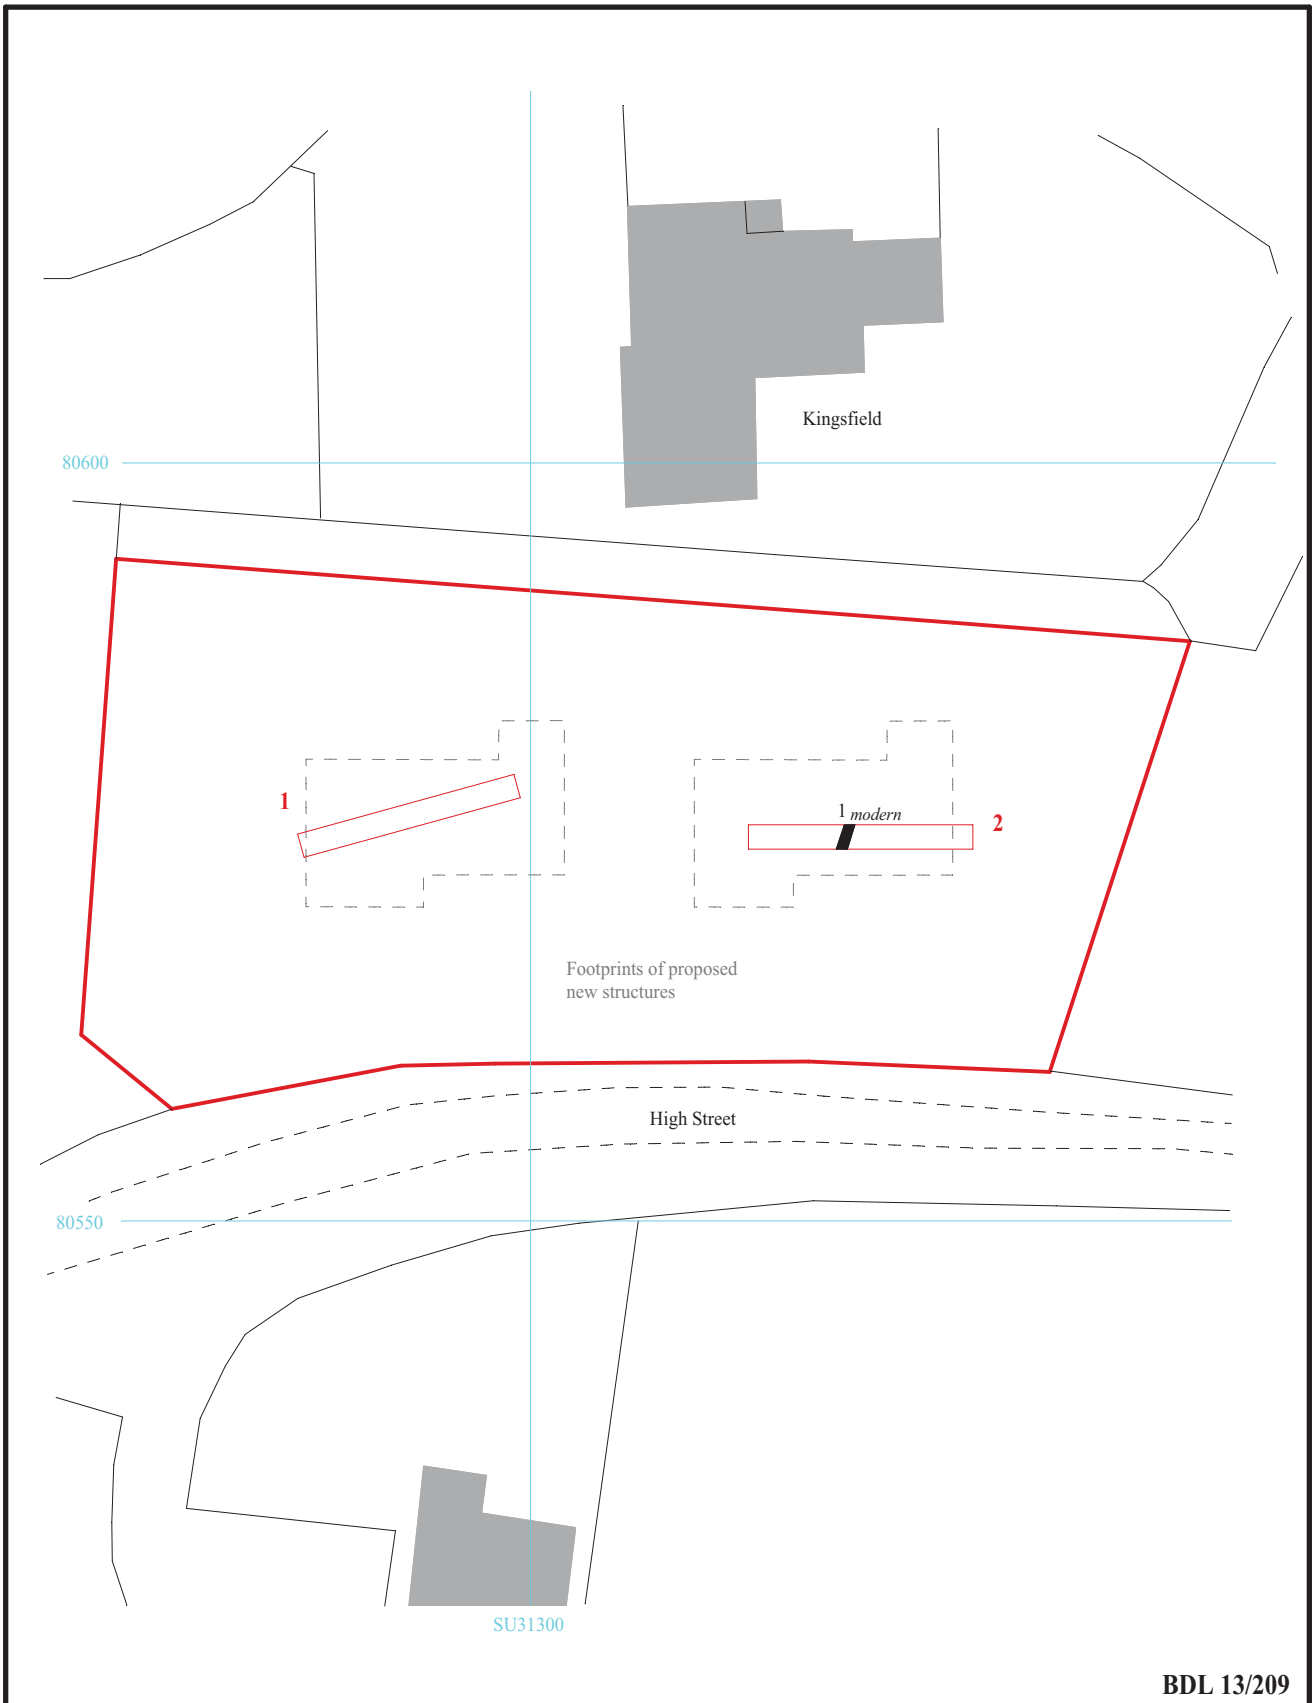 Kingsfield
80600
1
1 modern
2
Footprints of proposed
new structures
High Street
80550
SU31300
BDL 13/209